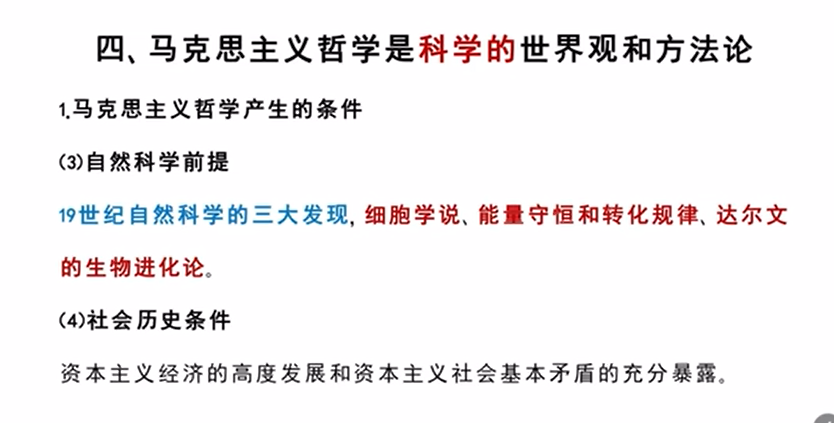 四、马克思主义哲学是科学的世界观和方法论
1.马克思主义哲学产生的条件
(3)自然科学前提
19世纪自然科学的三大发现,细胞学说、能量守恒和转化规律、达尔文
的生物进化论。
(4)社会历史条件
资本主义经济的高度发展和资本主义社会基本矛盾的充分暴露。